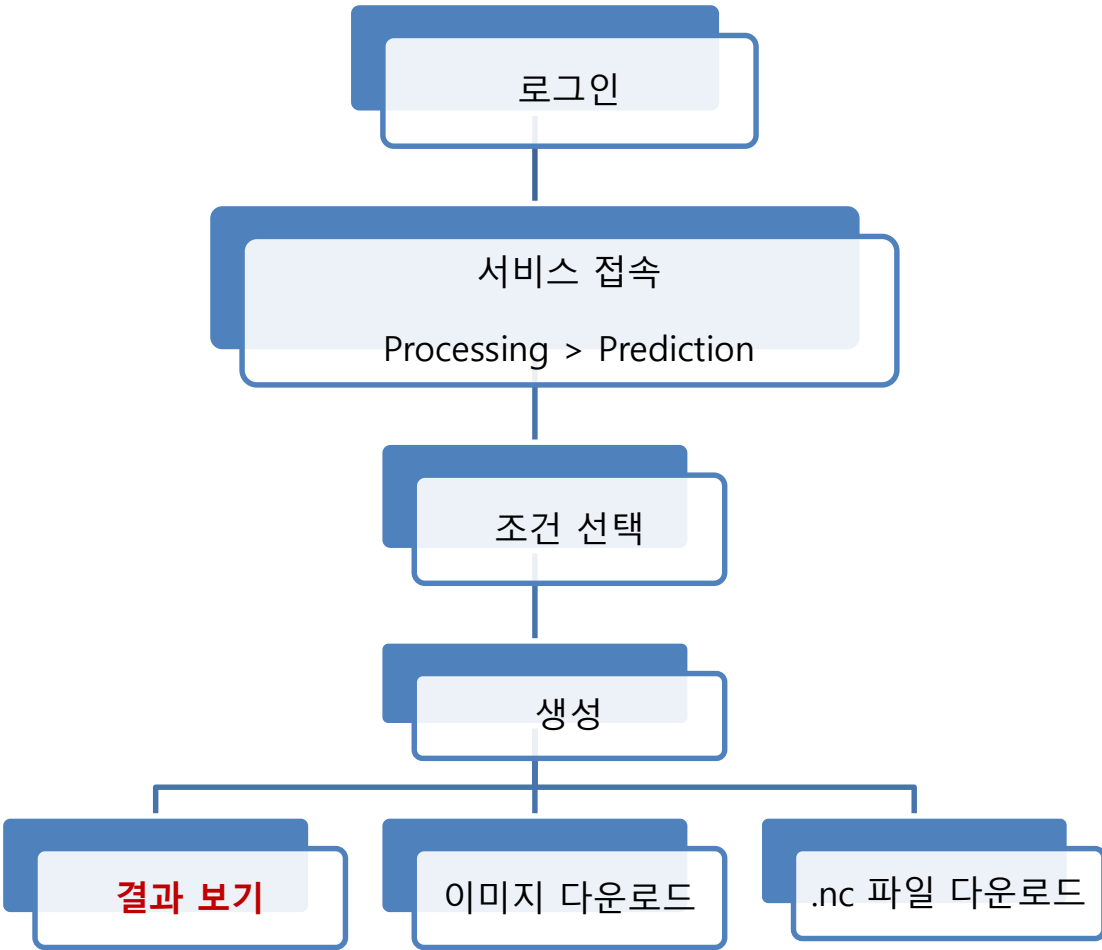 로그인
서비스 접속
Processing > Prediction
조건 선택
생성
결과 보기
이미지 다운로드
.nc 파일 다운로드